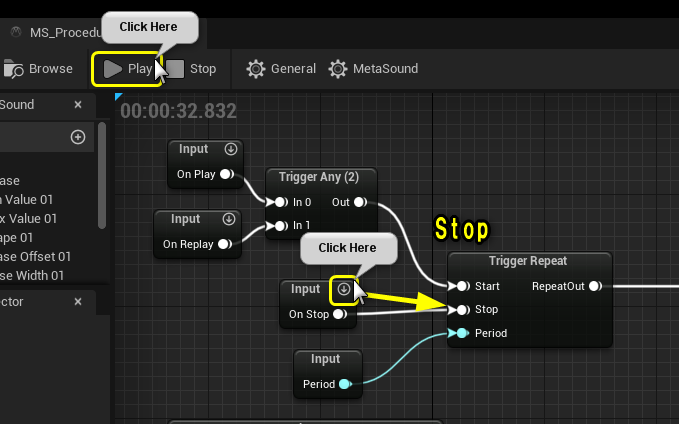 Click Here
MS_Procedu
Browse
Play
Stop
General
MetaSound
Sound
00:00:32.832
Input
On Play
Trigger Any (2)
In 0
Out
In 1
Input
On Replay
ase
Value 01
x Value 01
ape 01
ase Offset 01
se Width 01
ector
Click Here
Stop
Trigger Repeat
Start
RepeatOut
Stop
Period
Input
On Stop
Input
Period